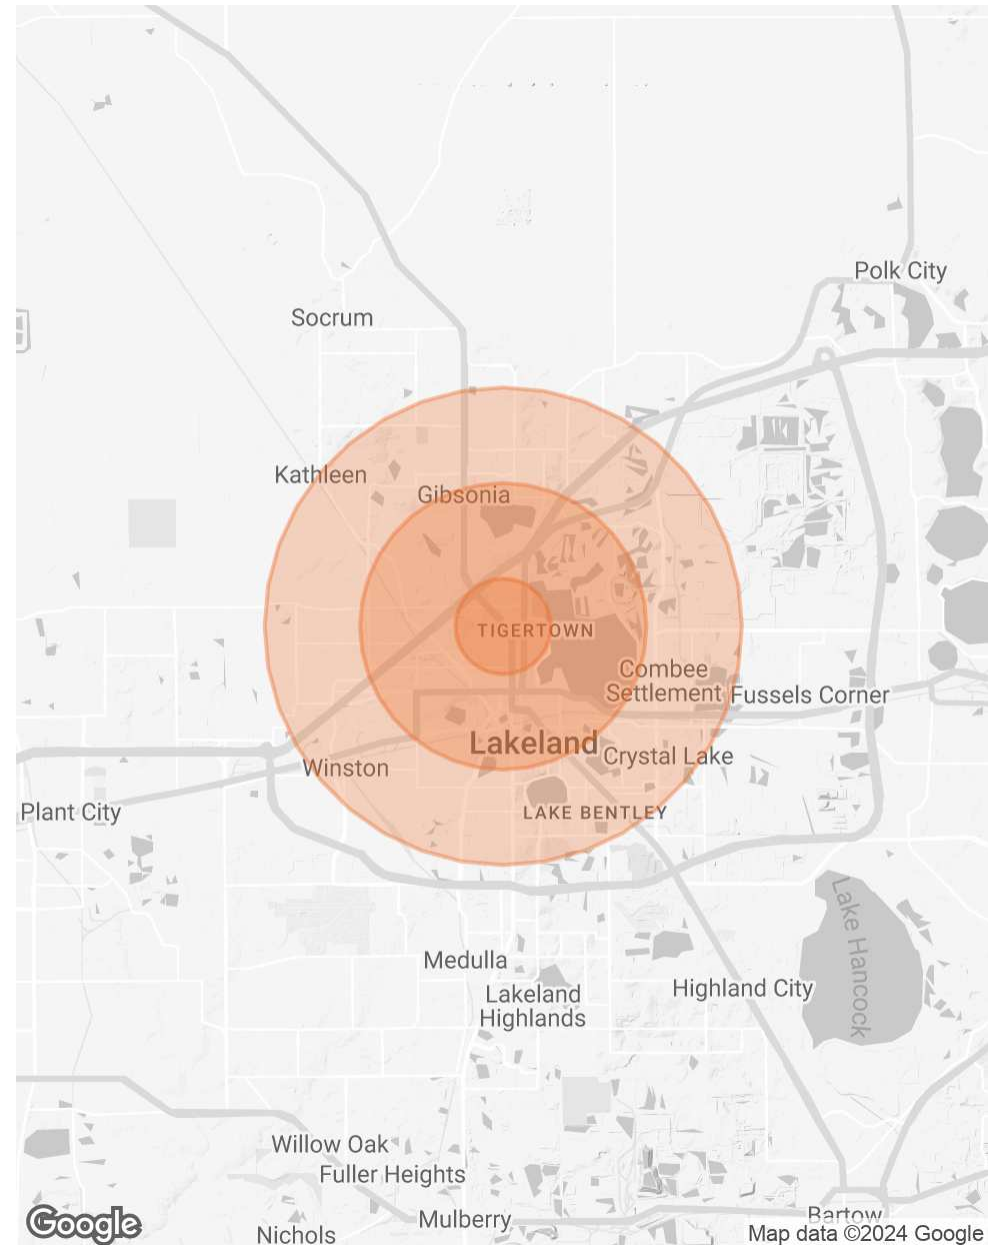 Polk City
Socrum
Kathleen
Gibsonia
TIGERTOWN
Combee
Settlement
Fussels Corner
Lakeland
Crystal Lake
Winston
Plant City
LAKE BENTLEY
Lake Hancock
Medulla
Highland City
Lakeland
Highlands
Willow Oak
Fuller Heights
Mulberry
Bartow
Google
Nichols
Map data ©2024 Google